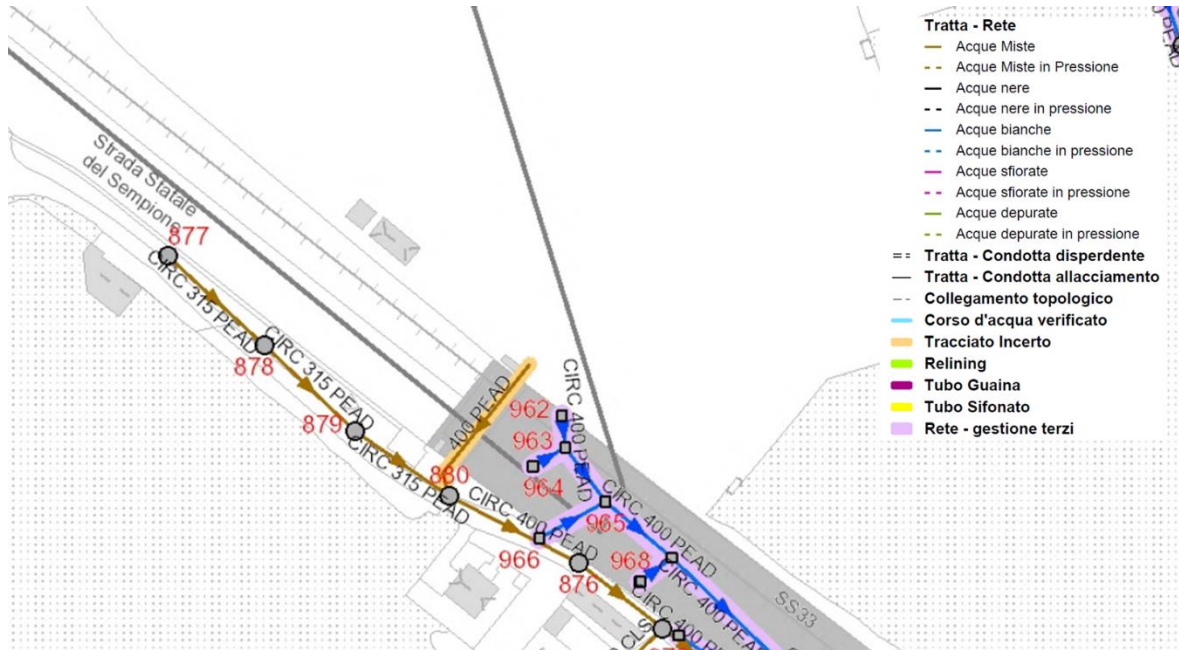 Tratta - Rete
Acque Miste
Acque Miste in Pressione
Acque nere
Acque nere in pressione
Acque bianche
Acque bianche in pressione
Acque sfiorate
Acque sfiorate in pressione
Acque depurate
Acque depurate in pressione
Tratta - Condotta disperdente
Tratta - Condotta allacciamento
Collegamento topologico
Corso d'acqua verificato
Tracciato Incerto
Relining
Tubo Guaina
Tubo Sifonato
Rete - gestione terzi
Strada Statale
del Sempione
877
CIRC 315 PEAD
878
CIRC 315 PEAD
879
CIRC 315 PEAD
400 PEAD
880
CIRC 400 PEAD
962
CIRC 400 PEAD
963
964
965
CIRC 400 PEAD
966
876
968
CIRC 400 PEAD
CIRC 400
SS33
CLS